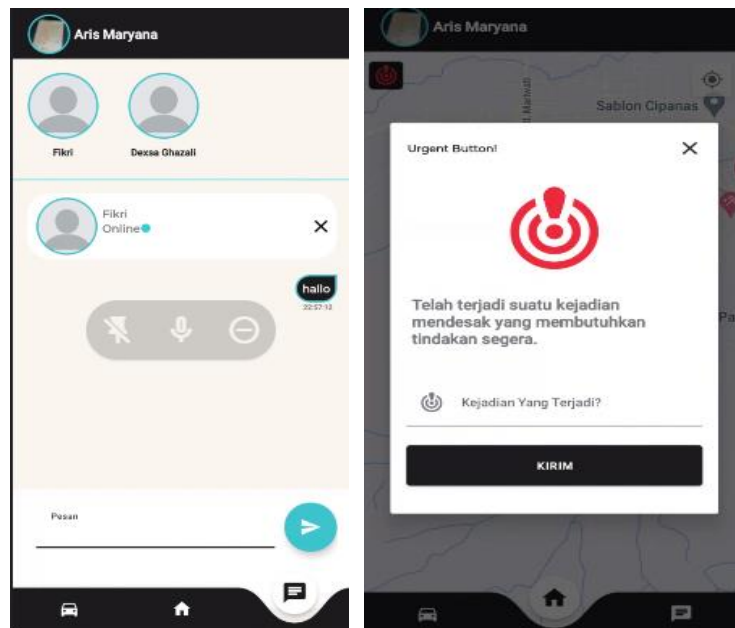 Aris Maryana
Fikri
Dexsa Ghazali
Fikri
Online
hallo
22:57:12
Pesan
Aris Maryana
Sablon Cipanas
Urgent Button!
Telah terjadi suatu kejadian
mendesak yang membutuhkan
tindakan segera.
Kejadian Yang Terjadi?
KIRIM
Pa